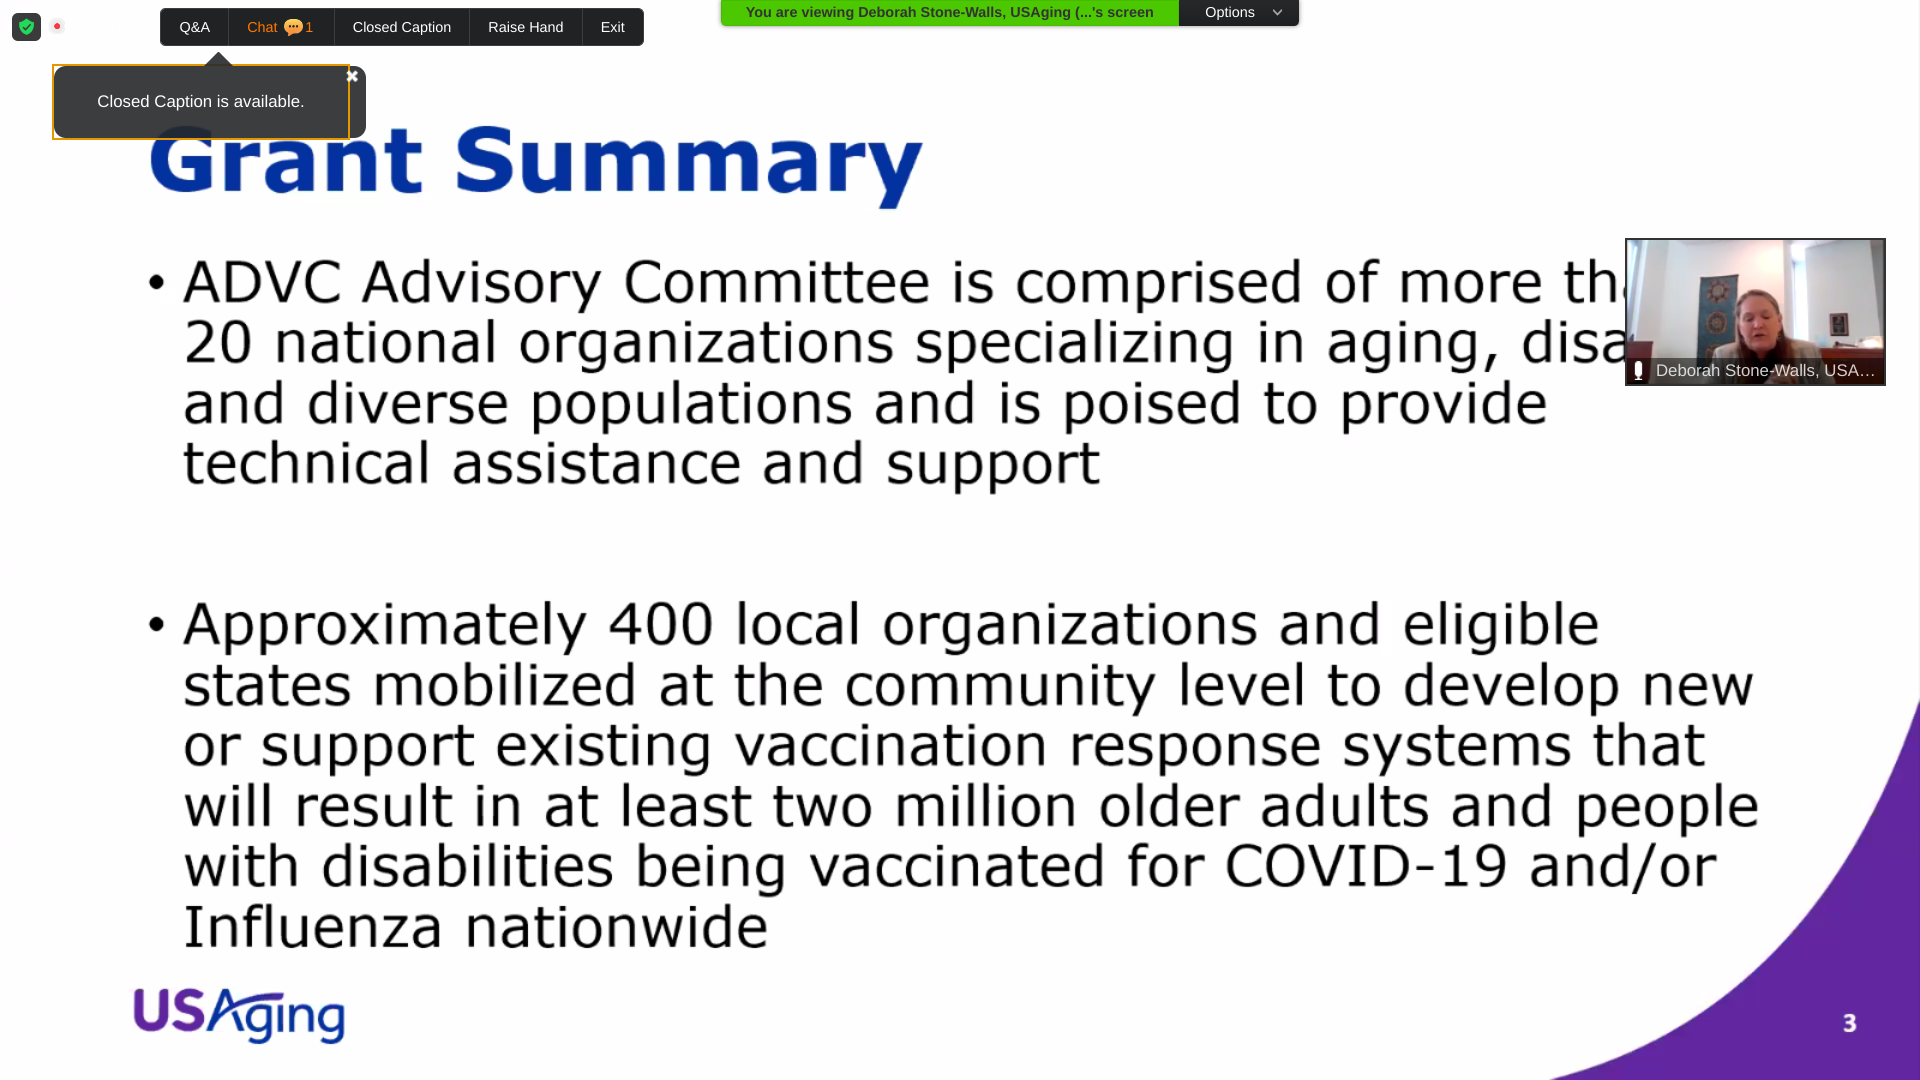 Q&A Chat 1 Closed Caption Raise Hand Exit
You are viewing Deborah Stone-Walls, USAging (...'s screen Options
Closed Caption is available.
Grant Summary
• ADVC Advisory Committee is comprised of more
20 national organizations specializing in aging,
and diverse populations and is poised to provide
technical assistance and support
Deborah Stone-Walls, USA...
• Approximately 400 local organizations and eligible
states mobilized at the community level to develop new
or support existing vaccination response systems that
will result in at least two million older adults and people
with disabilities being vaccinated for COVID-19 and/or
Influenza nationwide
USAging
3